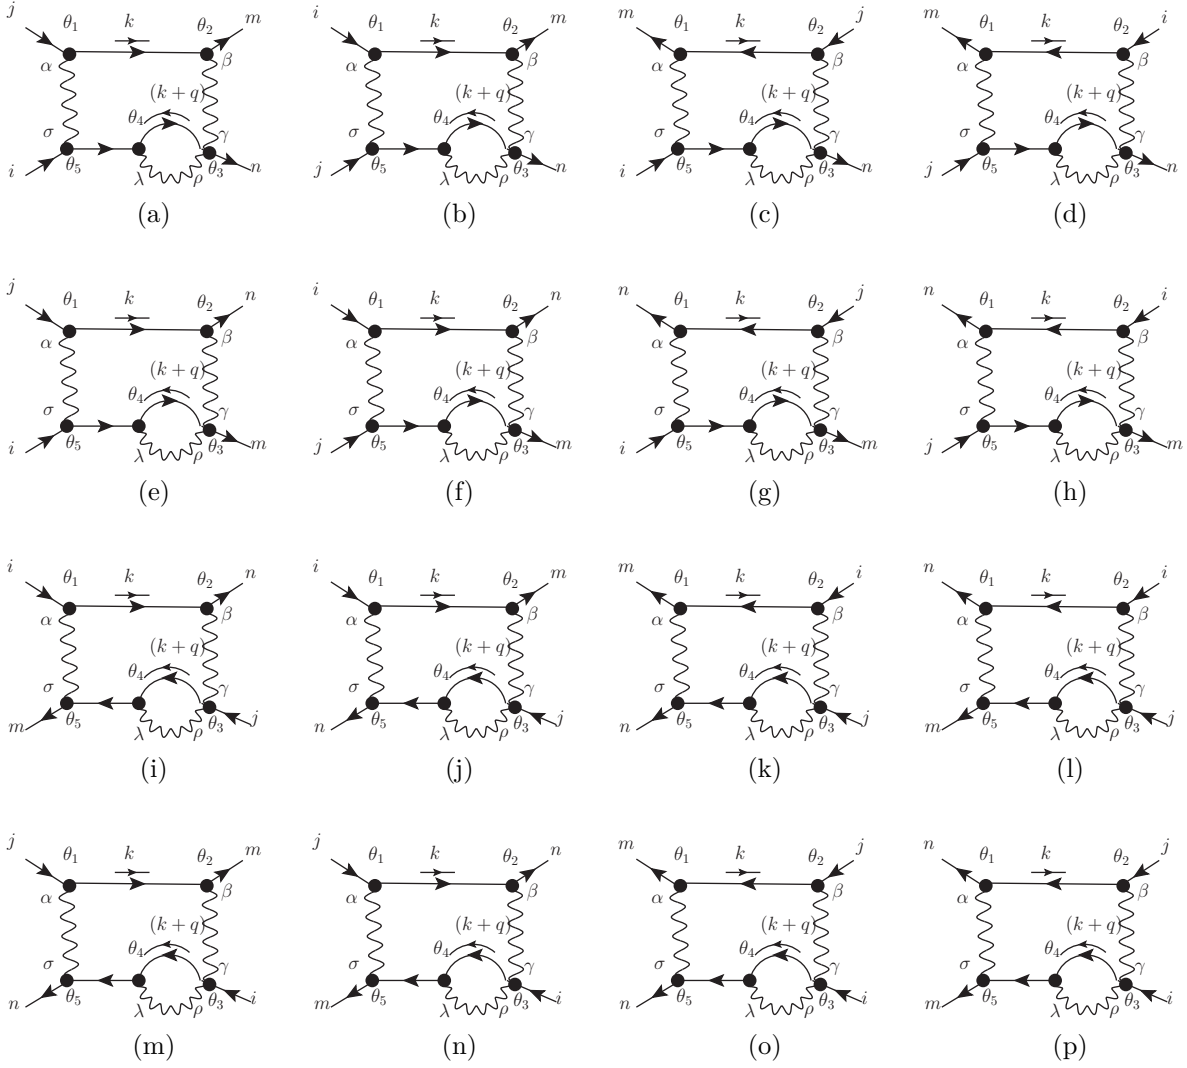 j θ₁ k θ₂ m i θ₁ k θ₂ m m θ₁ k θ₂ j m θ₁ k θ₂ i
α β α β α β α β
(k + q) (k + q) (k + q) (k + q)
σ θ₄ γ σ θ₄ γ σ θ₄ γ σ θ₄ γ
i θ₅ λ ρ θ₃ n j θ₅ λ ρ θ₃ n i θ₅ λ ρ θ₃ n j θ₅ λ ρ θ₃ n
(a) (b) (c) (d)
j θ₁ k θ₂ n i θ₁ k θ₂ n n θ₁ k θ₂ j n θ₁ k θ₂ i
α β α β α β α β
(k + q) (k + q) (k + q) (k + q)
σ θ₄ γ σ θ₄ γ σ θ₄ γ σ θ₄ γ
i θ₅ λ ρ θ₃ m j θ₅ λ ρ θ₃ m i θ₅ λ ρ θ₃ m j θ₅ λ ρ θ₃ m
(e) (f) (g) (h)
i θ₁ k θ₂ n i θ₁ k θ₂ m m θ₁ k θ₂ i n θ₁ k θ₂ i
α β α β α β α β
(k + q) (k + q) (k + q) (k + q)
σ θ₄ γ σ θ₄ γ σ θ₄ γ σ θ₄ γ
m θ₅ λ ρ θ₃ j n θ₅ λ ρ θ₃ j n θ₅ λ ρ θ₃ j m θ₅ λ ρ θ₃ j
(i) (j) (k) (l)
j θ₁ k θ₂ m j θ₁ k θ₂ n m θ₁ k θ₂ j n θ₁ k θ₂ j
α β α β α β α β
(k + q) (k + q) (k + q) (k + q)
σ θ₄ γ σ θ₄ γ σ θ₄ γ σ θ₄ γ
n θ₅ λ ρ θ₃ i m θ₅ λ ρ θ₃ i n θ₅ λ ρ θ₃ i m θ₅ λ ρ θ₃ i
(m) (n) (o) (p)